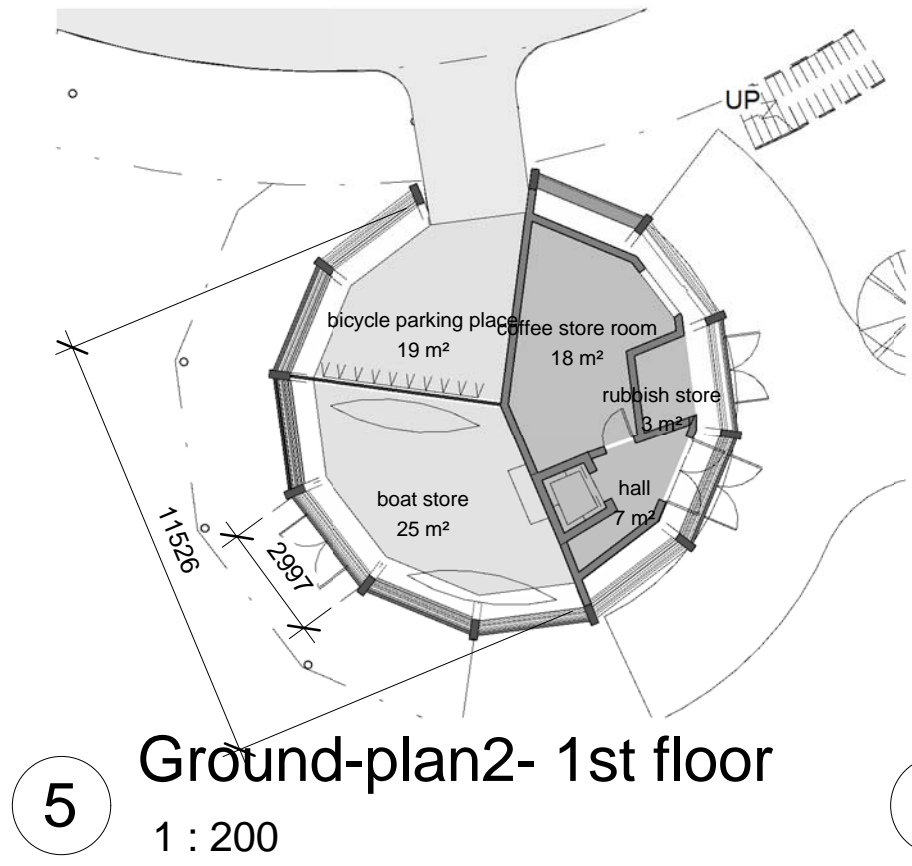 UP
bicycle parking place
19 m²
coffee store room
18 m²
rubbish store
3 m²
boat store
25 m²
hall
7 m²
11526
2997
5
Ground-plan2- 1st floor
1 : 200